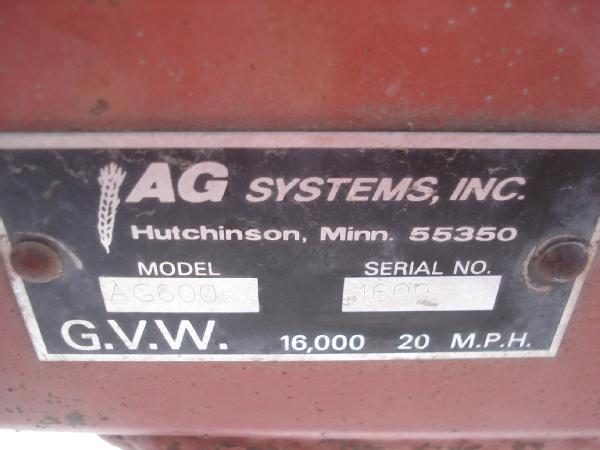 AG SYSTEMS, INC.
Hutchinson, Minn. 55350
MODEL SERIAL NO.
AG600
G.V.W. 16,000 20 M.P.H.